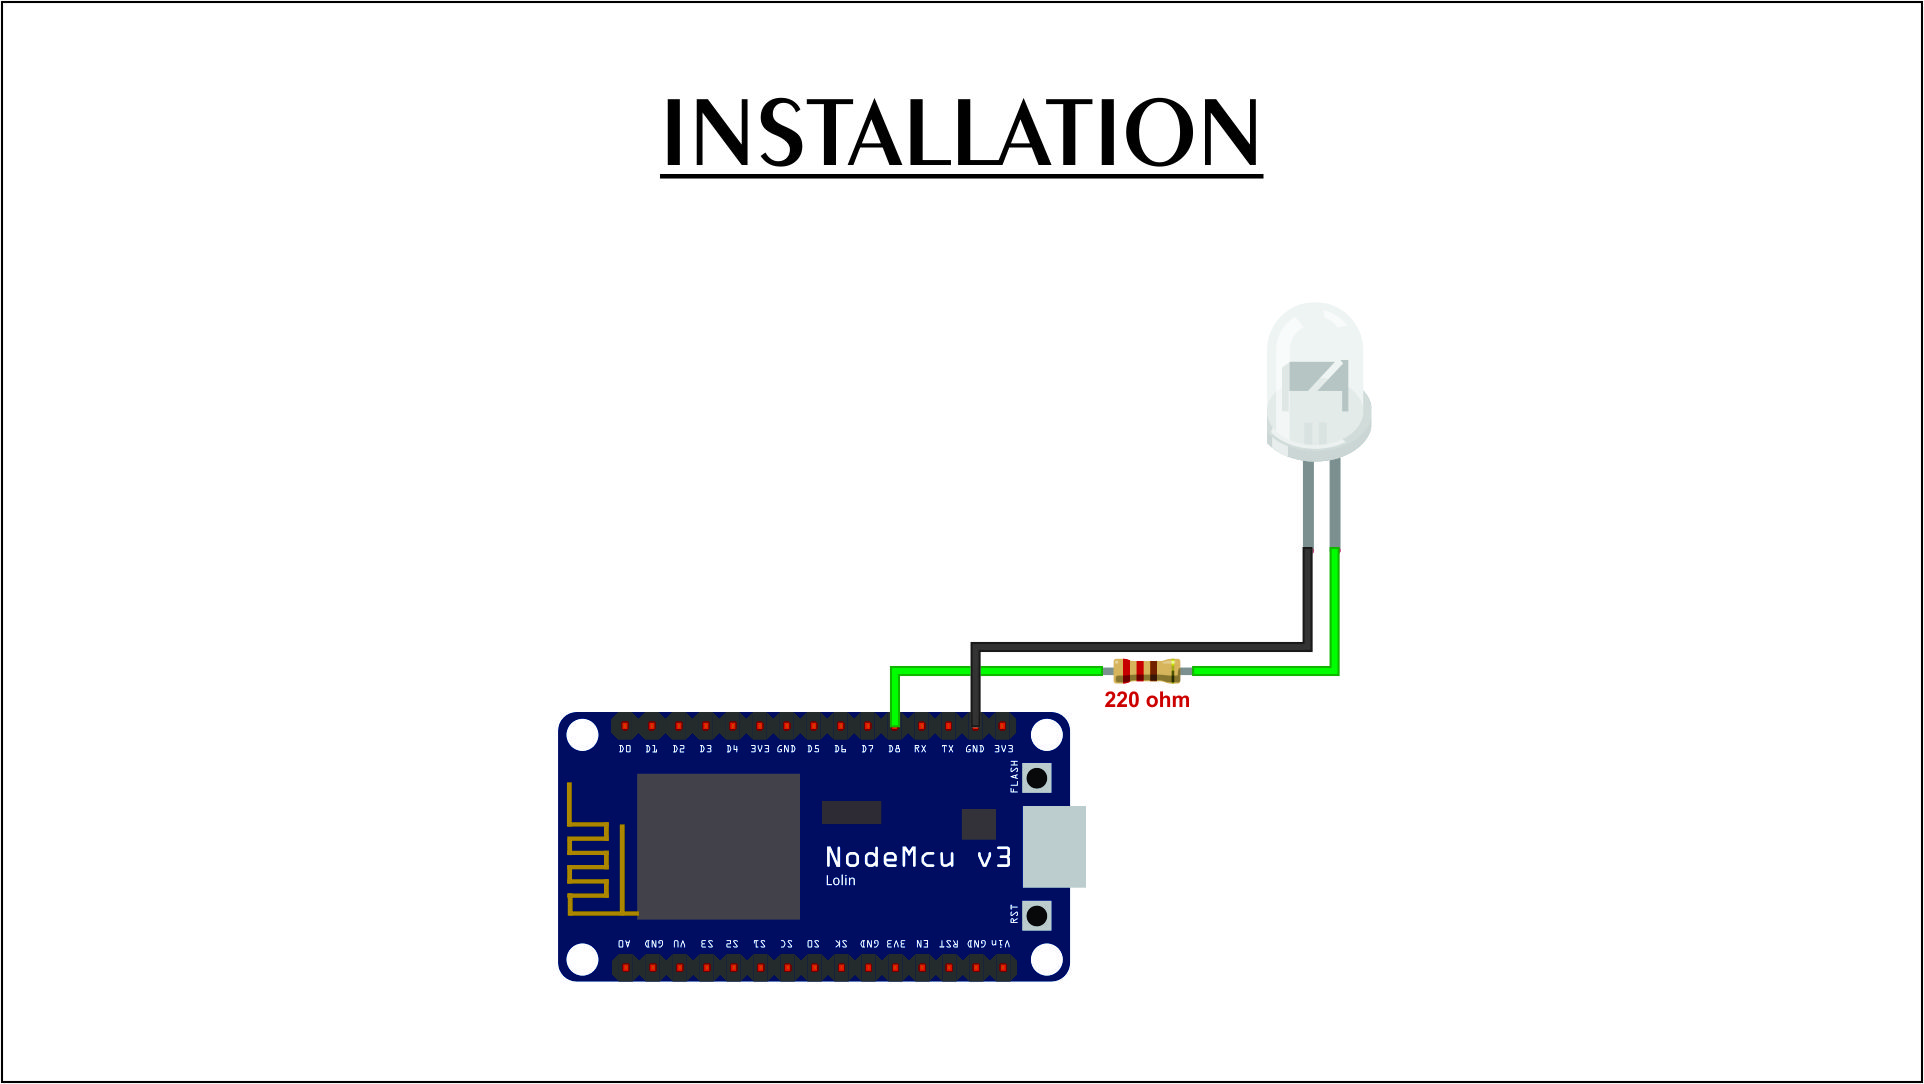 INSTALLATION
220 ohm
D0 D1 D2 D3 D4 3V3 GND D5 D6 D7 D8 RX TX GND 3V3
FLASH
NodeMcu v3
Lolin
RST
A0 GND VU S3 S2 S1 SC S0 SK GND 3V3 EN RST GND Vin